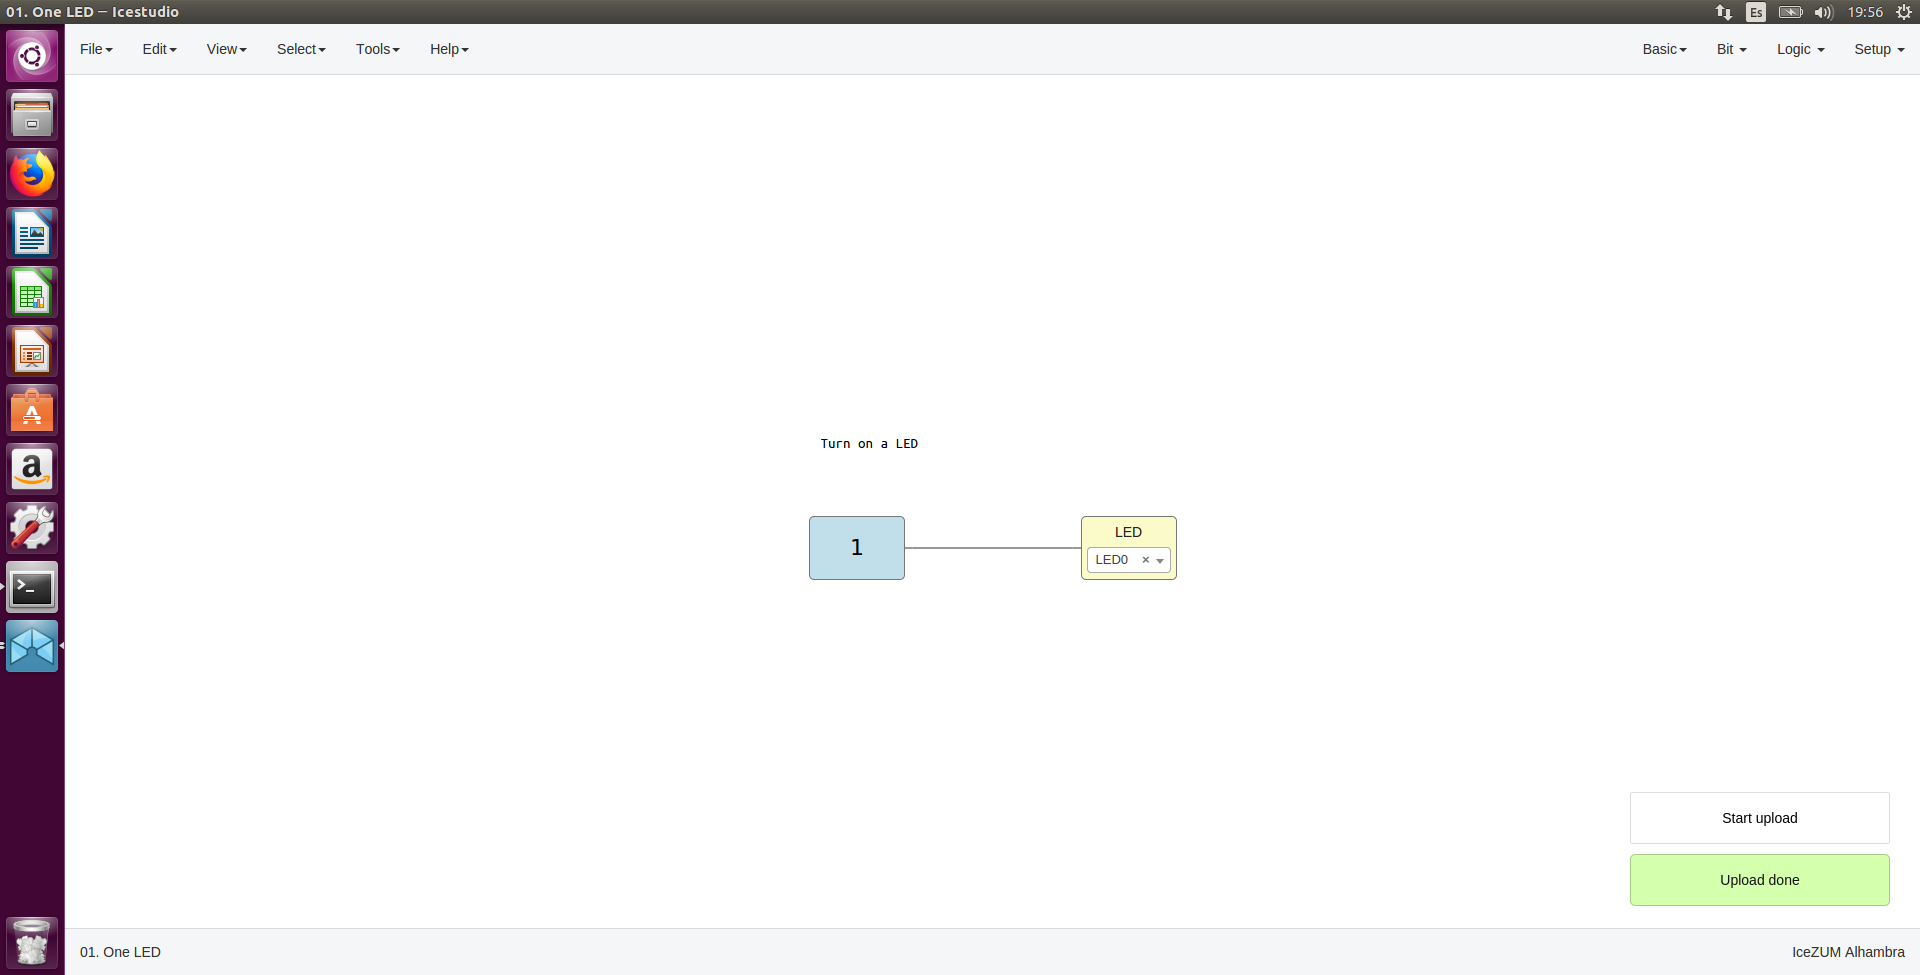 01. One LED — Icestudio
Es
19:56
File Edit View Select Tools Help
Basic Bit Logic Setup
Turn on a LED
1
LED
LED0 ×
Start upload
Upload done
01. One LED
IceZUM Alhambra